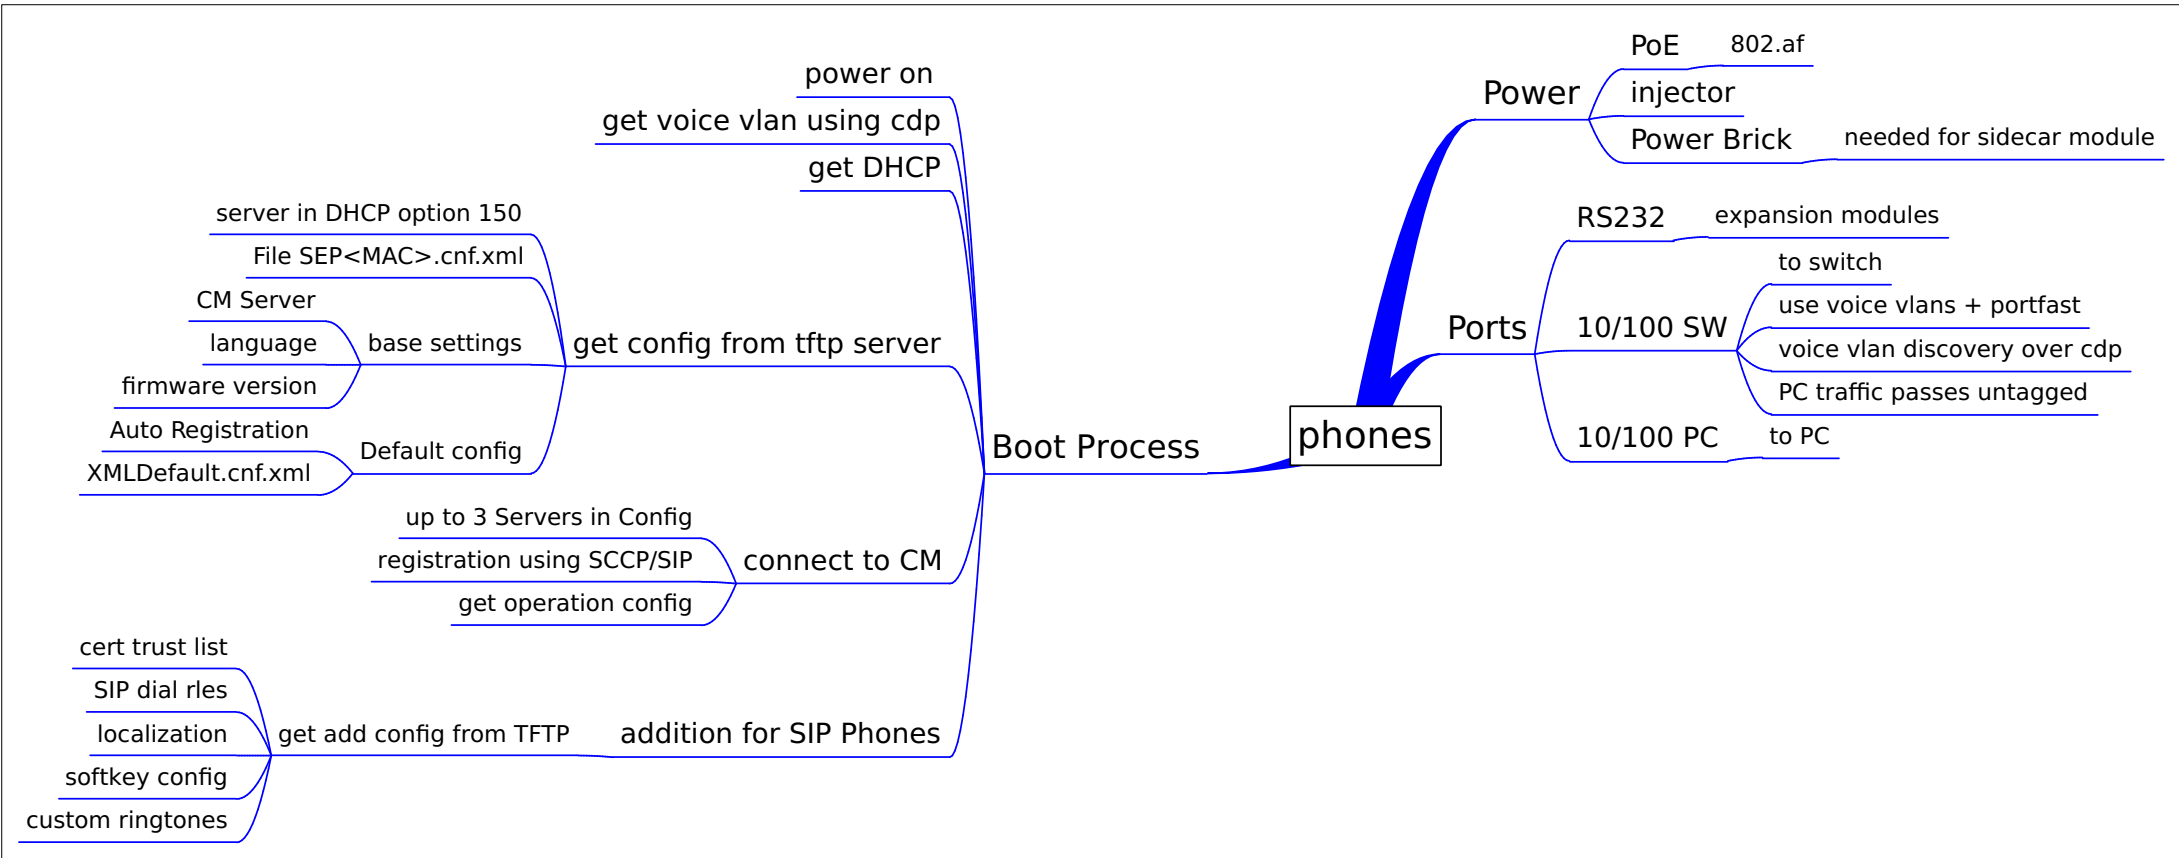 phones
Power
PoE
802.af
injector
Power Brick
needed for sidecar module
Ports
RS232
expansion modules
10/100 SW
to switch
use voice vlans + portfast
voice vlan discovery over cdp
PC traffic passes untagged
10/100 PC
to PC
Boot Process
power on
get voice vlan using cdp
get DHCP
get config from tftp server
server in DHCP option 150
File SEP<MAC>.cnf.xml
base settings
CM Server
language
firmware version
Default config
Auto Registration
XMLDefault.cnf.xml
connect to CM
up to 3 Servers in Config
registration using SCCP/SIP
get operation config
addition for SIP Phones
get add config from TFTP
cert trust list
SIP dial rles
localization
softkey config
custom ringtones